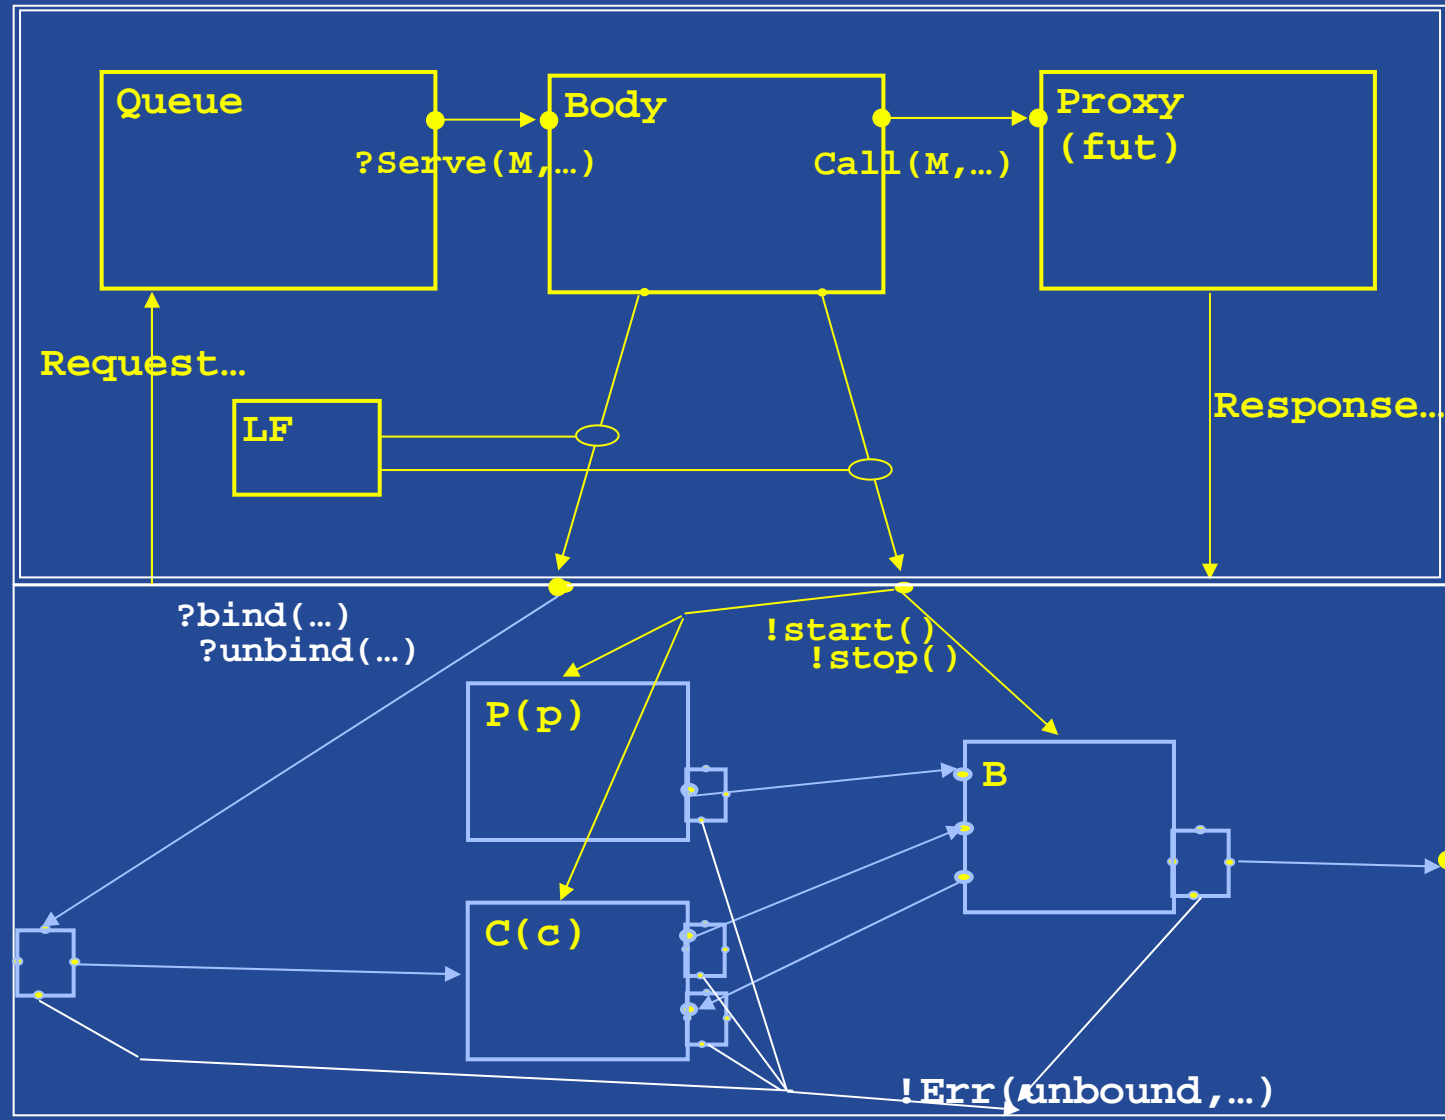 Queue
Body
Proxy
(fut)
?Serve(M,…)
Call(M,…)
Request…
Response…
LF
?bind(…)
?unbind(…)
!start()
!stop()
P(p)
B
C(c)
!Err(unbound,…)